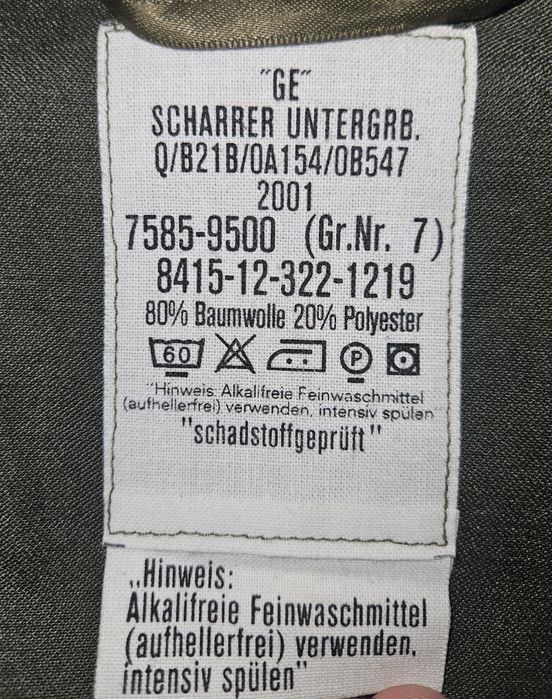 "GE"
SCHARRER UNTERGRB.
Q/B21B/0A154/0B547
2001
7585-9500 (Gr.Nr. 7)
8415-12-322-1219
80% Baumwolle 20% Polyester
60 P
"Hinweis: Alkalifreie Feinwaschmittel
(aufhellerfrei) verwenden, intensiv spülen"
"schadstoffgeprüft"
„Hinweis:
Alkalifreie Feinwaschmittel
(aufhellerfrei) verwenden,
intensiv spülen"